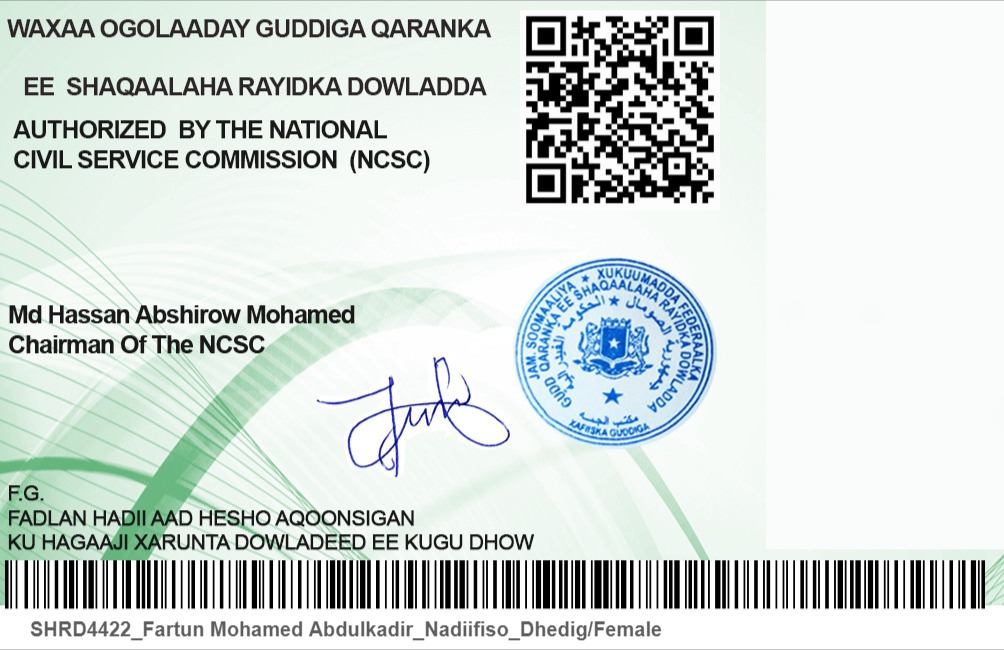 WAXAA OGOLAADAY GUDDIGA QARANKA
EE SHAQAALAHA RAYIDKA DOWLADDA
AUTHORIZED BY THE NATIONAL
CIVIL SERVICE COMMISSION (NCSC)
Md Hassan Abshirow Mohamed
Chairman Of The NCSC
JAM. SOOMAALIYA ★ XUKUUMADDA FEDERAALKA
GUDD QARANKA EE SHAQAALAHA RAYIDKA DOWLADDA
XAFIISKA GUDDIGA
F.G.
FADLAN HADII AAD HESHO AQOONSIGAN
KU HAGAAJI XARUNTA DOWLADEED EE KUGU DHOW
SHRD4422_Fartun Mohamed Abdulkadir_Nadiifiso_Dhedig/Female